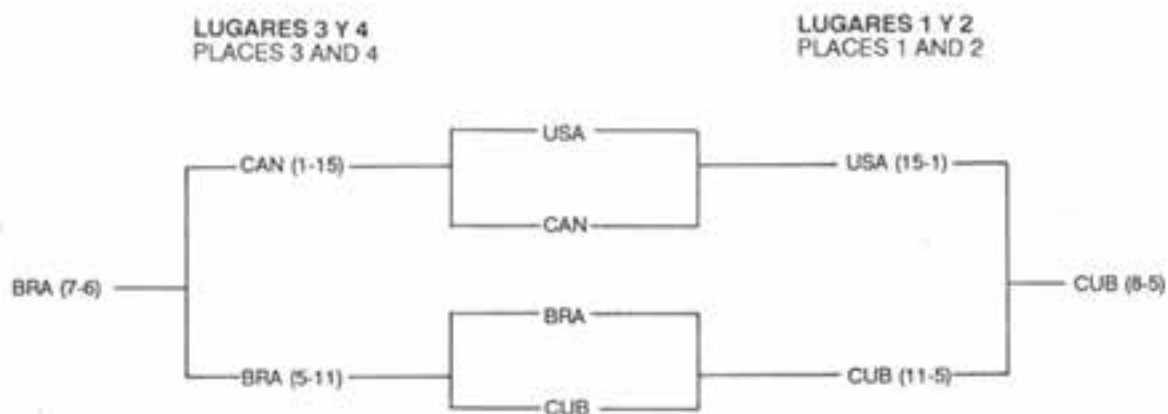 LUGARES 3 Y 4
PLACES 3 AND 4
LUGARES 1 Y 2
PLACES 1 AND 2
USA
CAN (1-15)
USA (15-1)
CAN
BRA (7-6)
CUB (8-5)
BRA
BRA (5-11)
CUB (11-5)
CUB